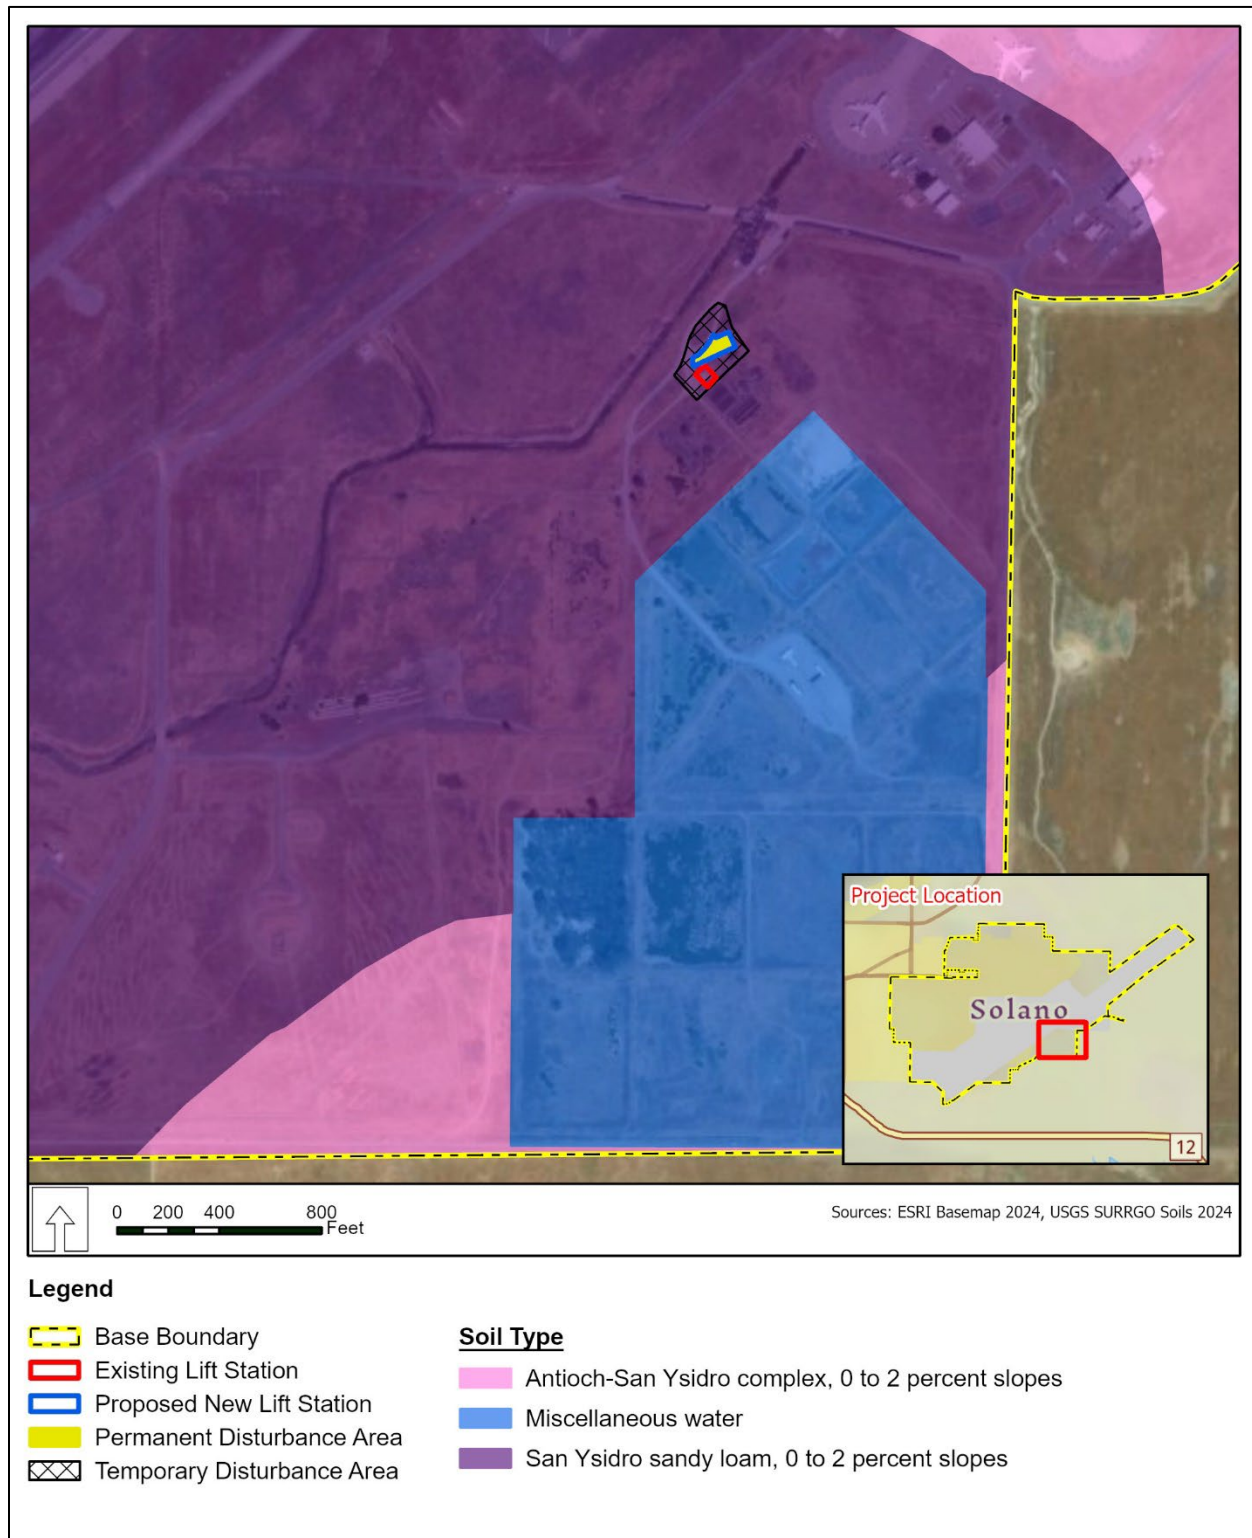 Project Location
Solano
12
0 200 400 800
Feet
Sources: ESRI Basemap 2024, USGS SURRGO Soils 2024
Legend
Base Boundary
Existing Lift Station
Proposed New Lift Station
Permanent Disturbance Area
Temporary Disturbance Area
Soil Type
Antioch-San Ysidro complex, 0 to 2 percent slopes
Miscellaneous water
San Ysidro sandy loam, 0 to 2 percent slopes